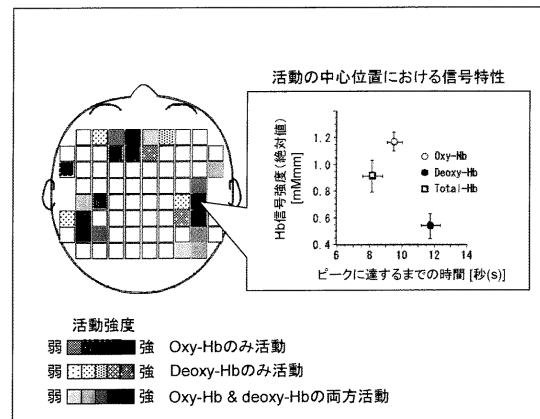 活動の中心位置における信号特性
Hb信号強度(絶対値)
[mMmm]
1.2
1.0
0.8
0.6
0.4
Oxy-Hb
Deoxy-Hb
Total-Hb
6 8 10 12 14
ピークに達するまでの時間 [秒(s)]
活動強度
弱 強 Oxy-Hbのみ活動
弱 強 Deoxy-Hbのみ活動
弱 強 Oxy-Hb & deoxy-Hbの両方活動